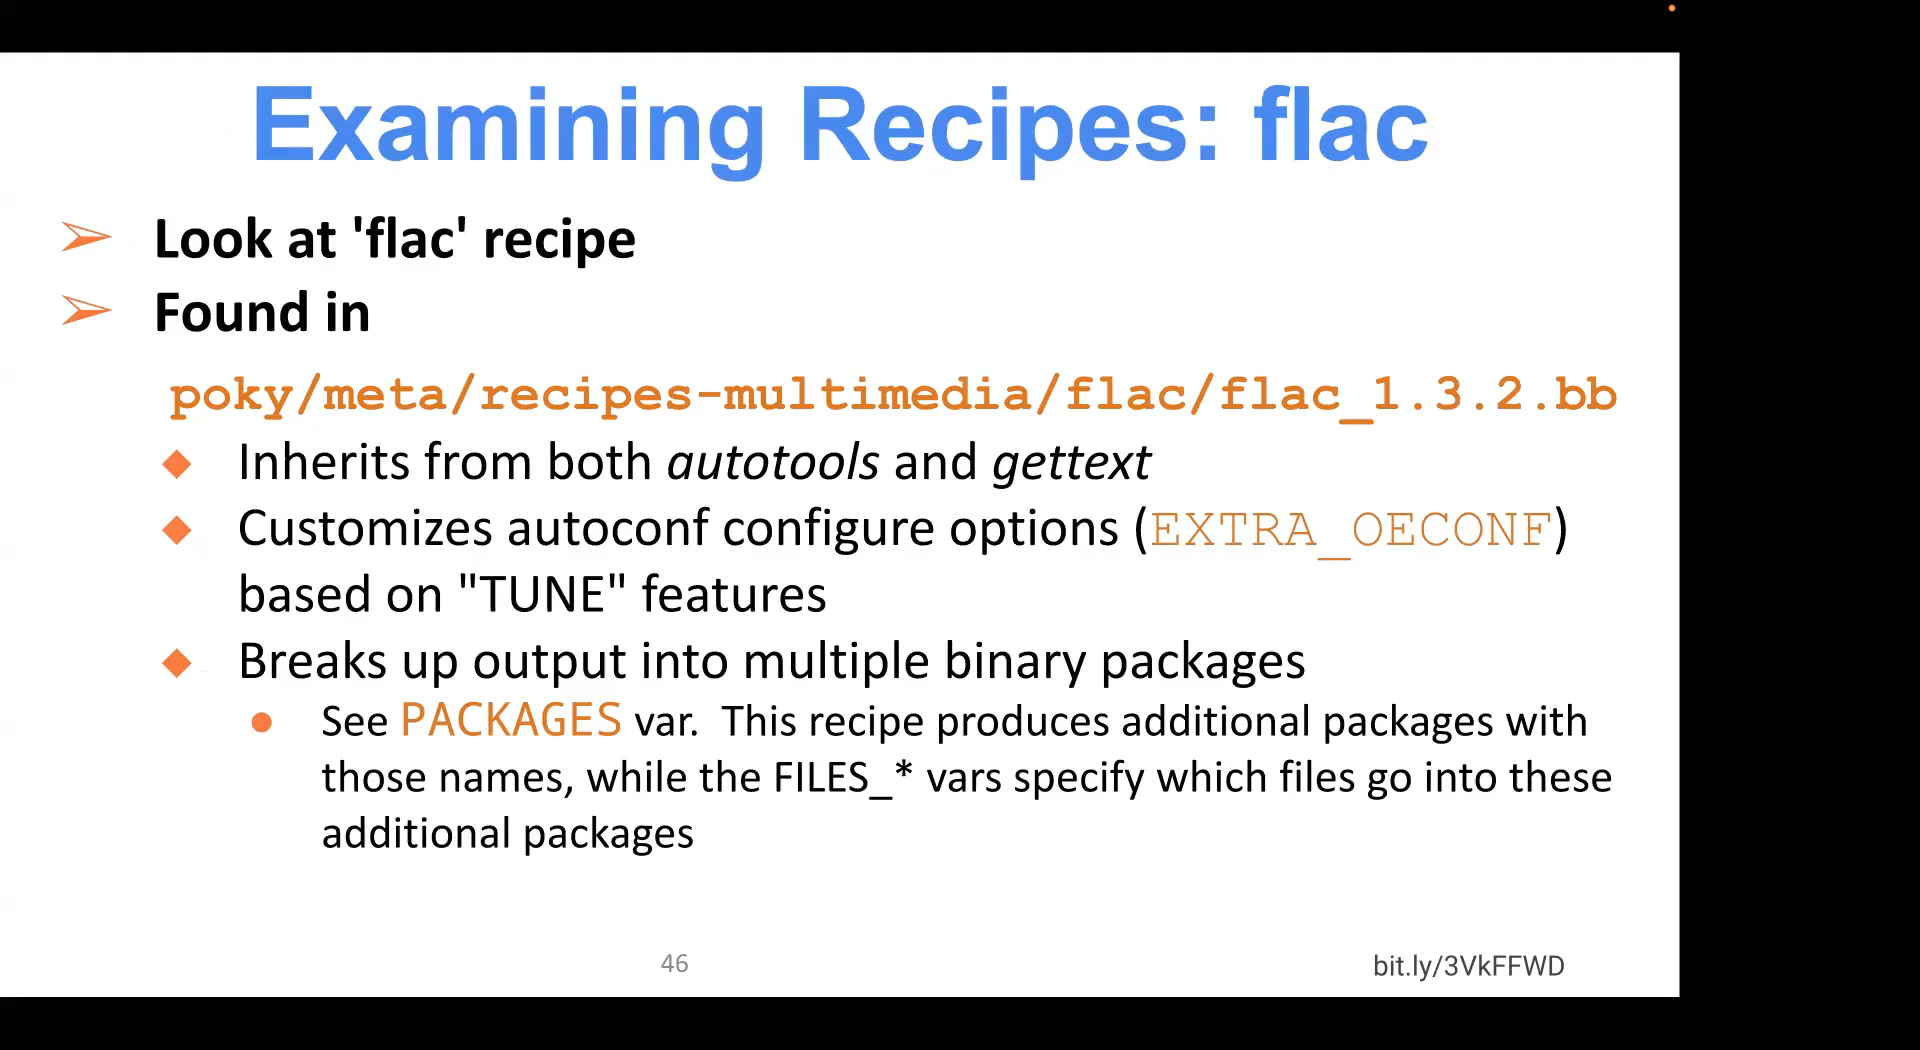 Examining Recipes: flac
Look at 'flac' recipe
Found in
poky/meta/recipes-multimedia/flac/flac_1.3.2.bb
Inherits from both autotools and gettext
Customizes autoconf configure options (EXTRA_OECONF)
based on "TUNE" features
Breaks up output into multiple binary packages
See PACKAGES var.  This recipe produces additional packages with
those names, while the FILES_* vars specify which files go into these
additional packages
46
bit.ly/3VkFFWD